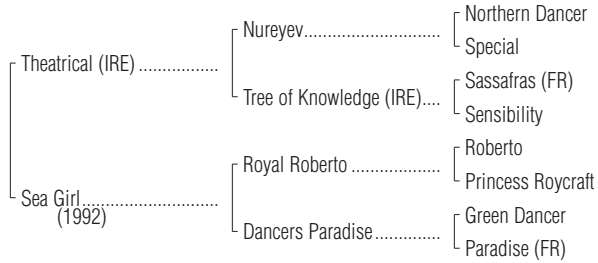 Northern Dancer
Nureyev..............................
Special
Theatrical (IRE) .................
Sassafras (FR)
Tree of Knowledge (IRE)....
Sensibility
Roberto
Royal Roberto ...................
Princess Roycraft
Sea Girl.............................
(1992)
Green Dancer
Dancers Paradise..............
Paradise (FR)